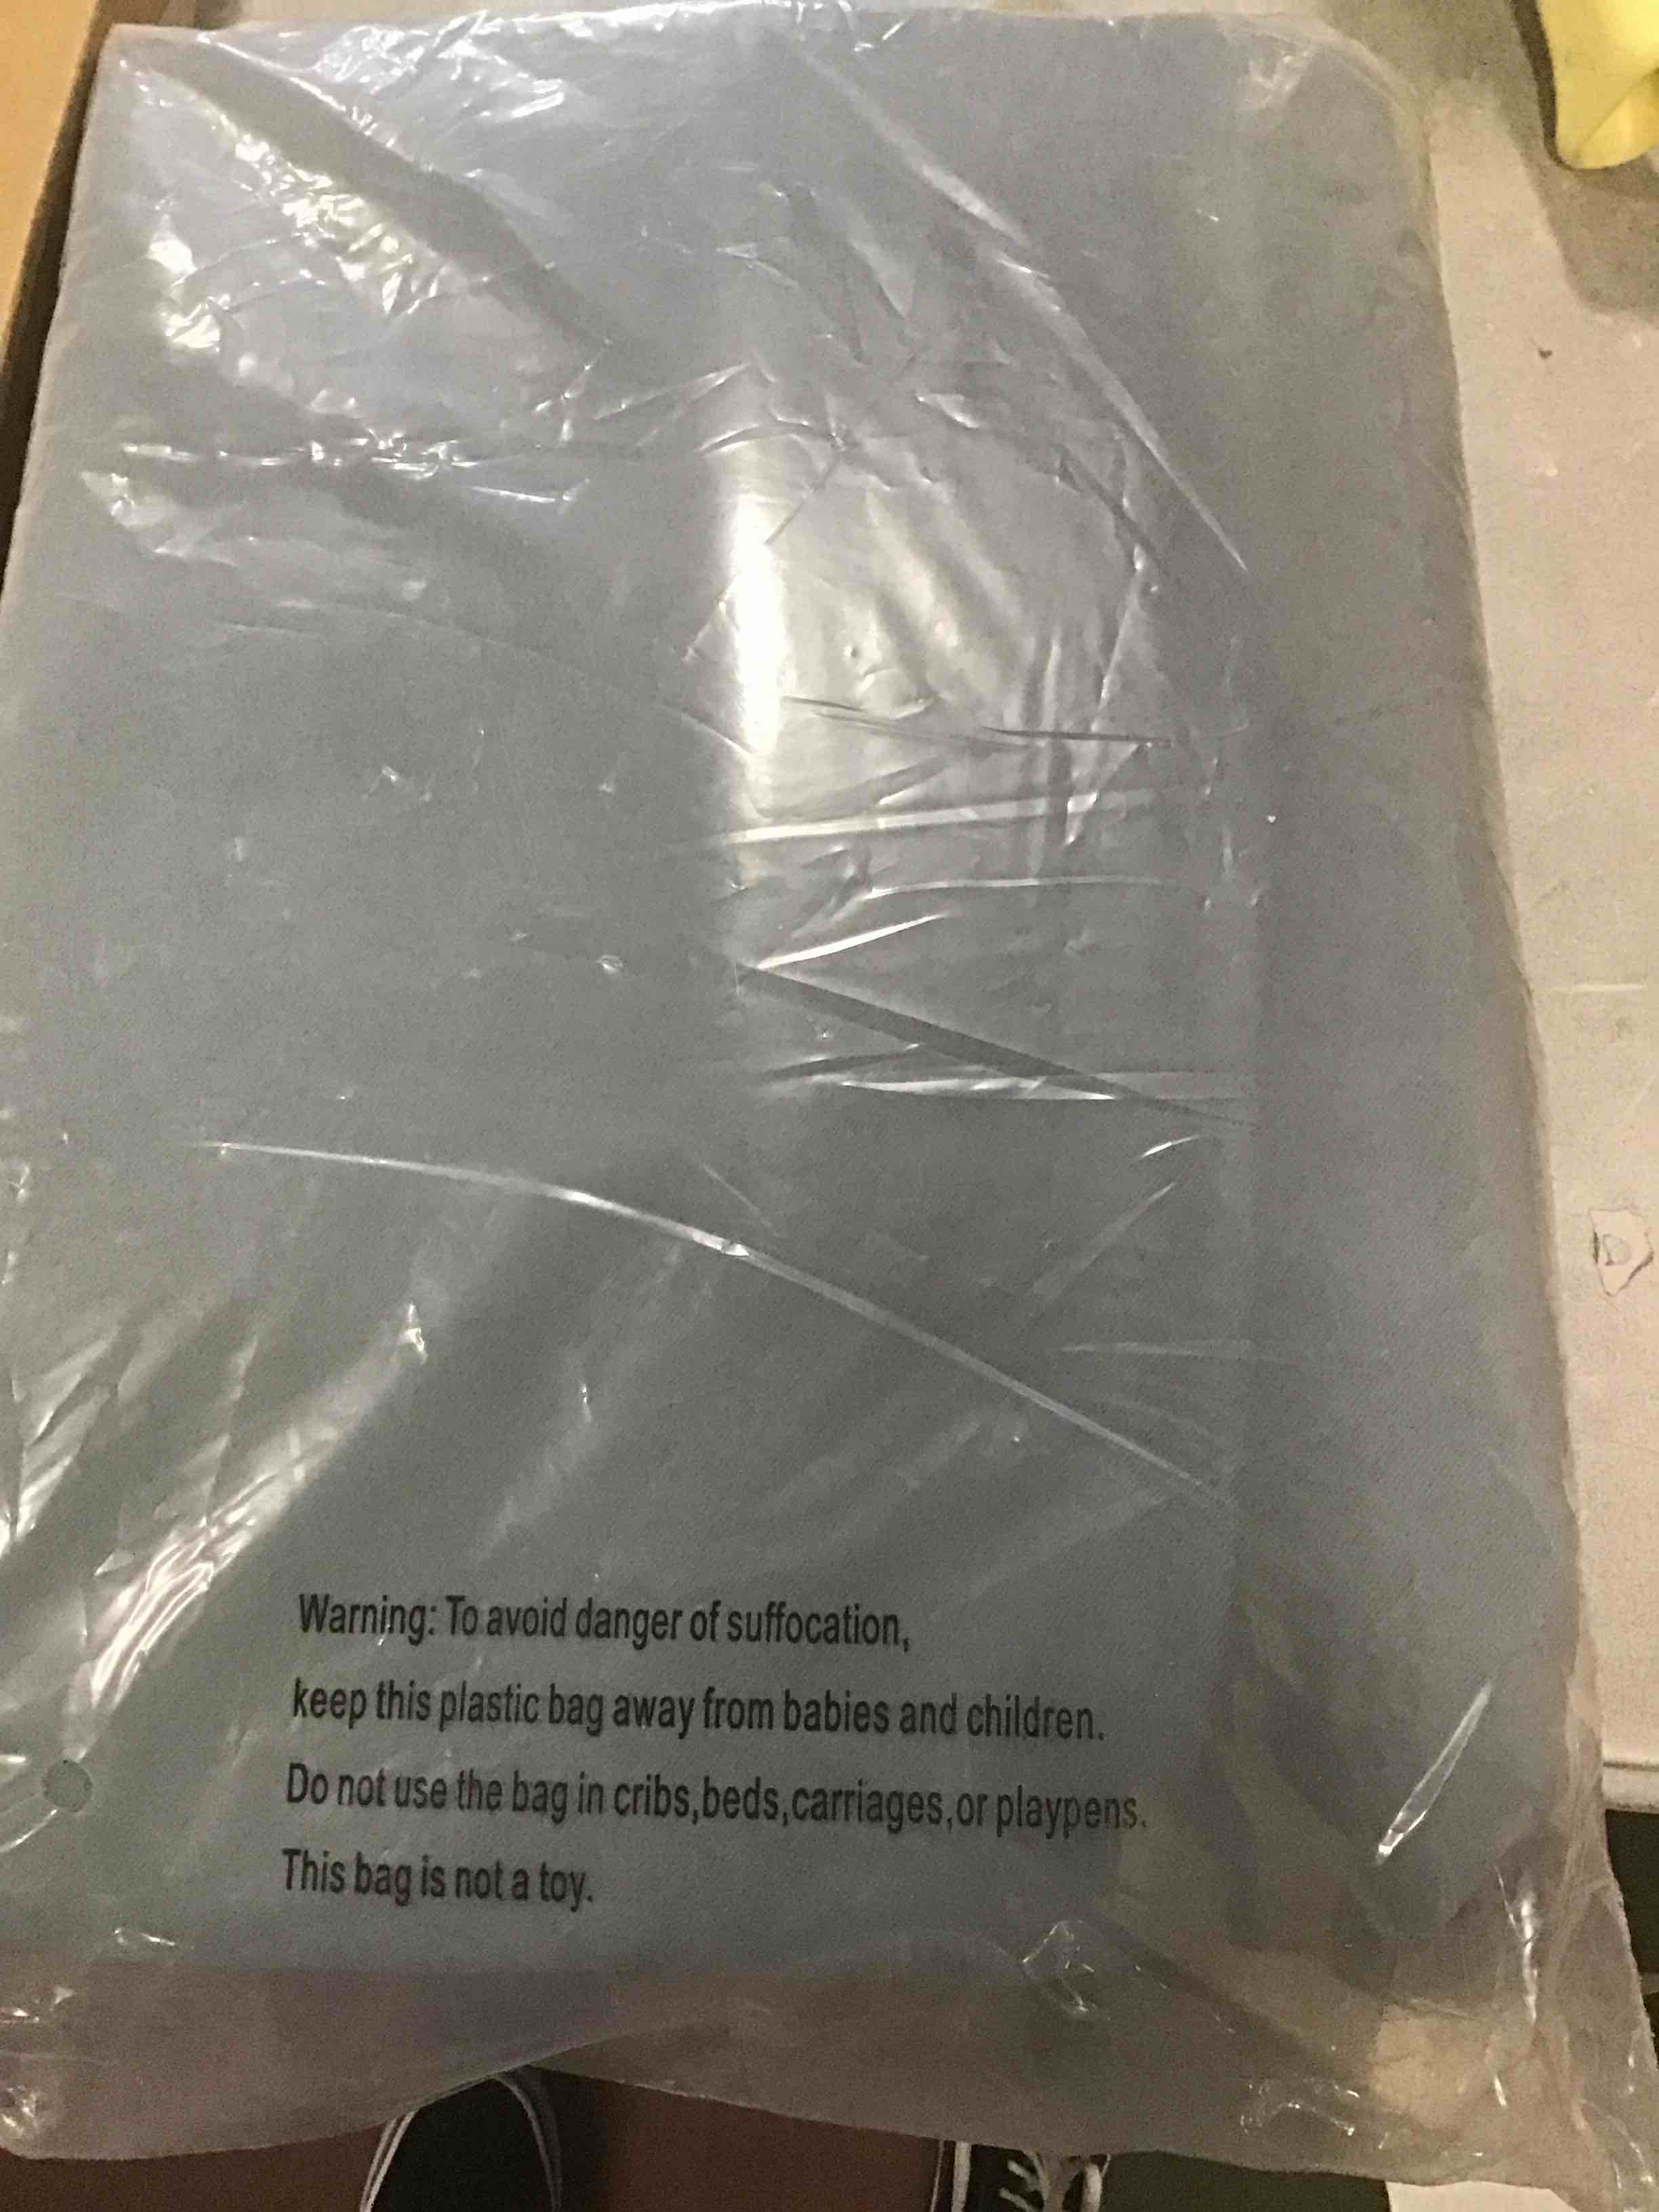 Warning: To avoid danger of suffocation,
keep this plastic bag away from babies and children.
Do not use the bag in cribs,beds,carriages,or playpens.
This bag is not a toy.